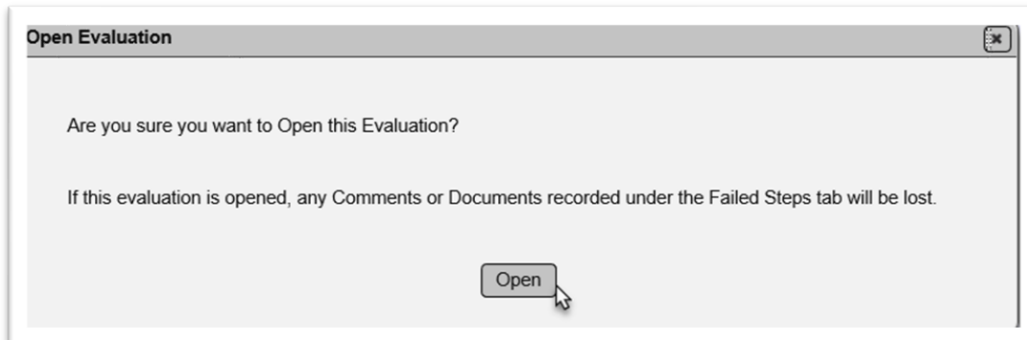 Open Evaluation
Are you sure you want to Open this Evaluation?
If this evaluation is opened, any Comments or Documents recorded under the Failed Steps tab will be lost.
Open